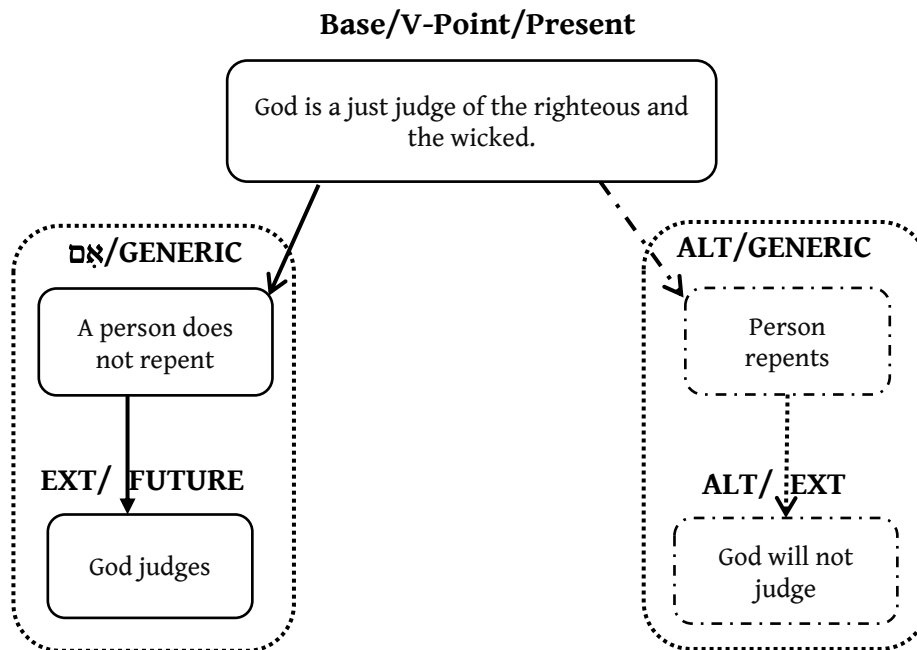 Base/V-Point/Present
God is a just judge of the righteous and
the wicked.
אִם/GENERIC
A person does
not repent
EXT/ FUTURE
God judges
ALT/GENERIC
Person
repents
ALT/ EXT
God will not
judge